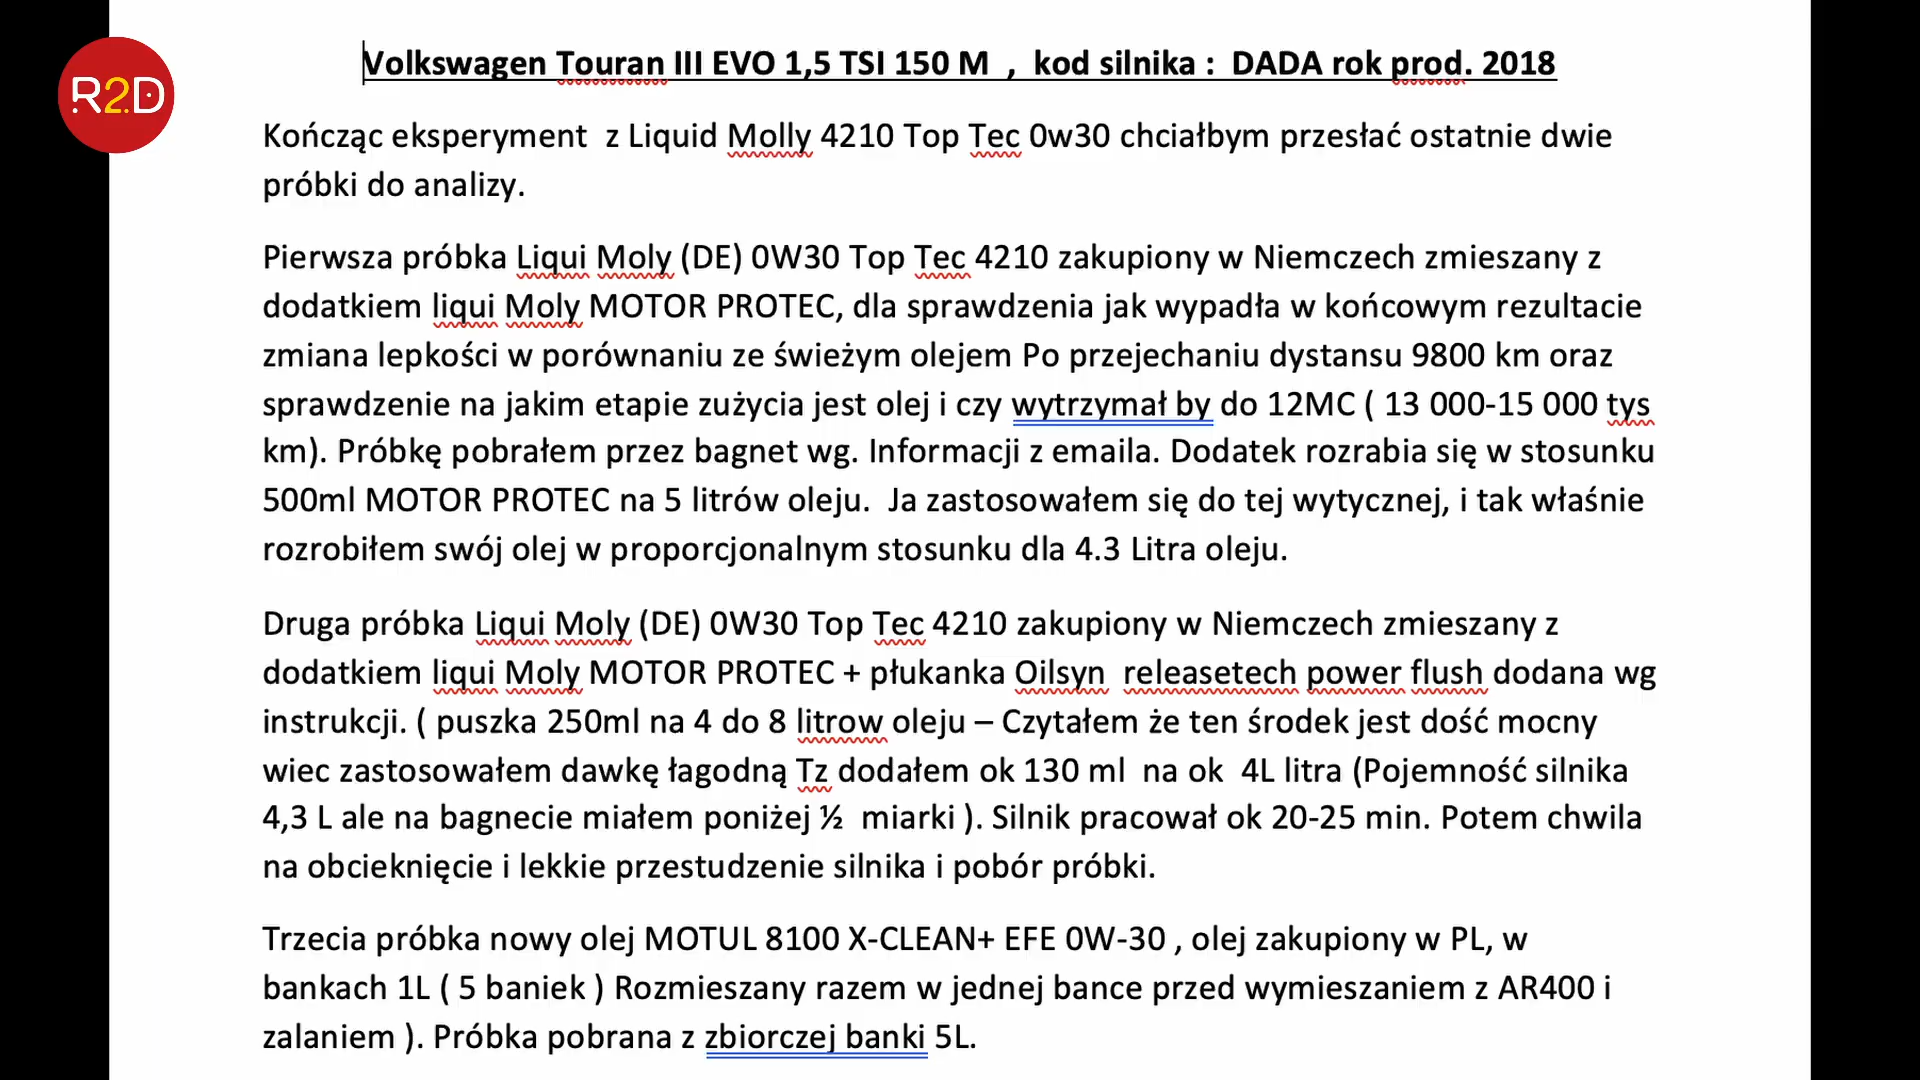 R2D
Volkswagen Touran III EVO 1,5 TSI 150 M , kod silnika : DADA rok prod. 2018
Kończąc eksperyment z Liquid Molly 4210 Top Tec 0w30 chciałbym przesłać ostatnie dwie
próbki do analizy.
Pierwsza próbka Liqui Moly (DE) 0W30 Top Tec 4210 zakupiony w Niemczech zmieszany z
dodatkiem liqui Moly MOTOR PROTEC, dla sprawdzenia jak wypadła w końcowym rezultacie
zmiana lepkości w porównaniu ze świeżym olejem Po przejechaniu dystansu 9800 km oraz
sprawdzenie na jakim etapie zużycia jest olej i czy wytrzymał by do 12MC ( 13 000-15 000 tys
km). Próbkę pobrałem przez bagnet wg. Informacji z emaila. Dodatek rozrabia się w stosunku
500ml MOTOR PROTEC na 5 litrów oleju. Ja zastosowałem się do tej wytycznej, i tak właśnie
rozrobiłem swój olej w proporcjonalnym stosunku dla 4.3 Litra oleju.
Druga próbka Liqui Moly (DE) 0W30 Top Tec 4210 zakupiony w Niemczech zmieszany z
dodatkiem liqui Moly MOTOR PROTEC + płukanka Oilsyn releasetech power flush dodana wg
instrukcji. ( puszka 250ml na 4 do 8 litrow oleju – Czytałem że ten środek jest dość mocny
wiec zastosowałem dawkę łagodną Tz dodałem ok 130 ml na ok 4L litra (Pojemność silnika
4,3 L ale na bagnecie miałem poniżej ½ miarki ). Silnik pracował ok 20-25 min. Potem chwila
na obcieknięcie i lekkie przestudzenie silnika i pobór próbki.
Trzecia próbka nowy olej MOTUL 8100 X-CLEAN+ EFE 0W-30 , olej zakupiony w PL, w
bankach 1L ( 5 baniek ) Rozmieszany razem w jednej bance przed wymieszaniem z AR400 i
zalaniem ). Próbka pobrana z zbiorczej banki 5L.